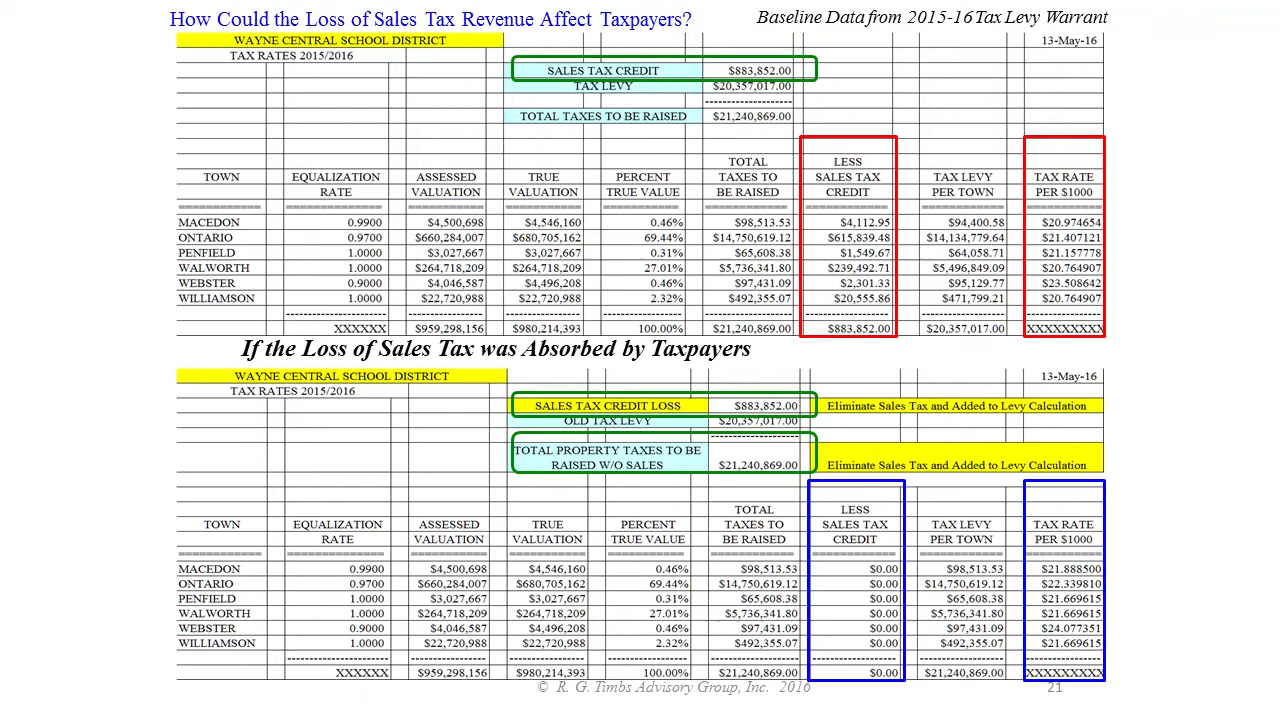 How Could the Loss of Sales Tax Revenue Affect Taxpayers? Baseline Data from 2015-16 Tax Levy Warrant
WAYNE CENTRAL SCHOOL DISTRICT 13-May-16
TAX RATES 2015/2016
SALES TAX CREDIT $883,852.00
TAX LEVY $20,357,017.00
--------------------
TOTAL TAXES TO BE RAISED $21,240,869.00
TOTAL LESS
TOWN EQUALIZATION ASSESSED TRUE PERCENT TAXES TO SALES TAX TAX LEVY TAX RATE
RATE VALUATION VALUATION TRUE VALUE BE RAISED CREDIT PER TOWN PER $1000
============= ============== =========== =========== =========== ============ ============ ============ ===========
MACEDON 0.9900 $4,500,698 $4,546,160 0.46% $98,513.53 $4,112.95 $94,400.58 $20.974654
ONTARIO 0.9700 $660,284,007 $680,705,162 69.44% $14,750,619.12 $615,839.48 $14,134,779.64 $21.407121
PENFIELD 1.0000 $3,027,667 $3,027,667 0.31% $65,608.38 $1,549.67 $64,058.71 $21.157778
WALWORTH 1.0000 $264,718,209 $264,718,209 27.01% $5,736,341.80 $239,492.71 $5,496,849.09 $20.764907
WEBSTER 0.9000 $4,046,587 $4,496,208 0.46% $97,431.09 $2,301.33 $95,129.77 $23.508642
WILLIAMSON 1.0000 $22,720,988 $22,720,988 2.32% $492,355.07 $20,555.86 $471,799.21 $20.764907
----------------------- ----------------- ----------------- ----------------- ------------------- ------------------- ------------------- -----------------
XXXXXX $959,298,156 $980,214,393 100.00% $21,240,869.00 $883,852.00 $20,357,017.00 XXXXXXXXX
If the Loss of Sales Tax was Absorbed by Taxpayers
WAYNE CENTRAL SCHOOL DISTRICT 13-May-16
TAX RATES 2015/2016
SALES TAX CREDIT LOSS $883,852.00 Eliminate Sales Tax and Added to Levy Calculation
OLD TAX LEVY $20,357,017.00
--------------------
TOTAL PROPERTY TAXES TO BE
RAISED W/O SALES $21,240,869.00 Eliminate Sales Tax and Added to Levy Calculation
TOTAL LESS
TOWN EQUALIZATION ASSESSED TRUE PERCENT TAXES TO SALES TAX TAX LEVY TAX RATE
RATE VALUATION VALUATION TRUE VALUE BE RAISED CREDIT PER TOWN PER $1000
============= ============== =========== =========== =========== ============ ============ ============ ===========
MACEDON 0.9900 $4,500,698 $4,546,160 0.46% $98,513.53 $0.00 $98,513.53 $21.888500
ONTARIO 0.9700 $660,284,007 $680,705,162 69.44% $14,750,619.12 $0.00 $14,750,619.12 $22.339810
PENFIELD 1.0000 $3,027,667 $3,027,667 0.31% $65,608.38 $0.00 $65,608.38 $21.669615
WALWORTH 1.0000 $264,718,209 $264,718,209 27.01% $5,736,341.80 $0.00 $5,736,341.80 $21.669615
WEBSTER 0.9000 $4,046,587 $4,496,208 0.46% $97,431.09 $0.00 $97,431.09 $24.077351
WILLIAMSON 1.0000 $22,720,988 $22,720,988 2.32% $492,355.07 $0.00 $492,355.07 $21.669615
----------------------- ----------------- ----------------- ----------------- ------------------- ------------------- ------------------- -----------------
XXXXXX $959,298,156 $980,214,393 100.00% $21,240,869.00 $0.00 $21,240,869.00 XXXXXXXXX
© R. G. Timbs Advisory Group, Inc. 2016 21